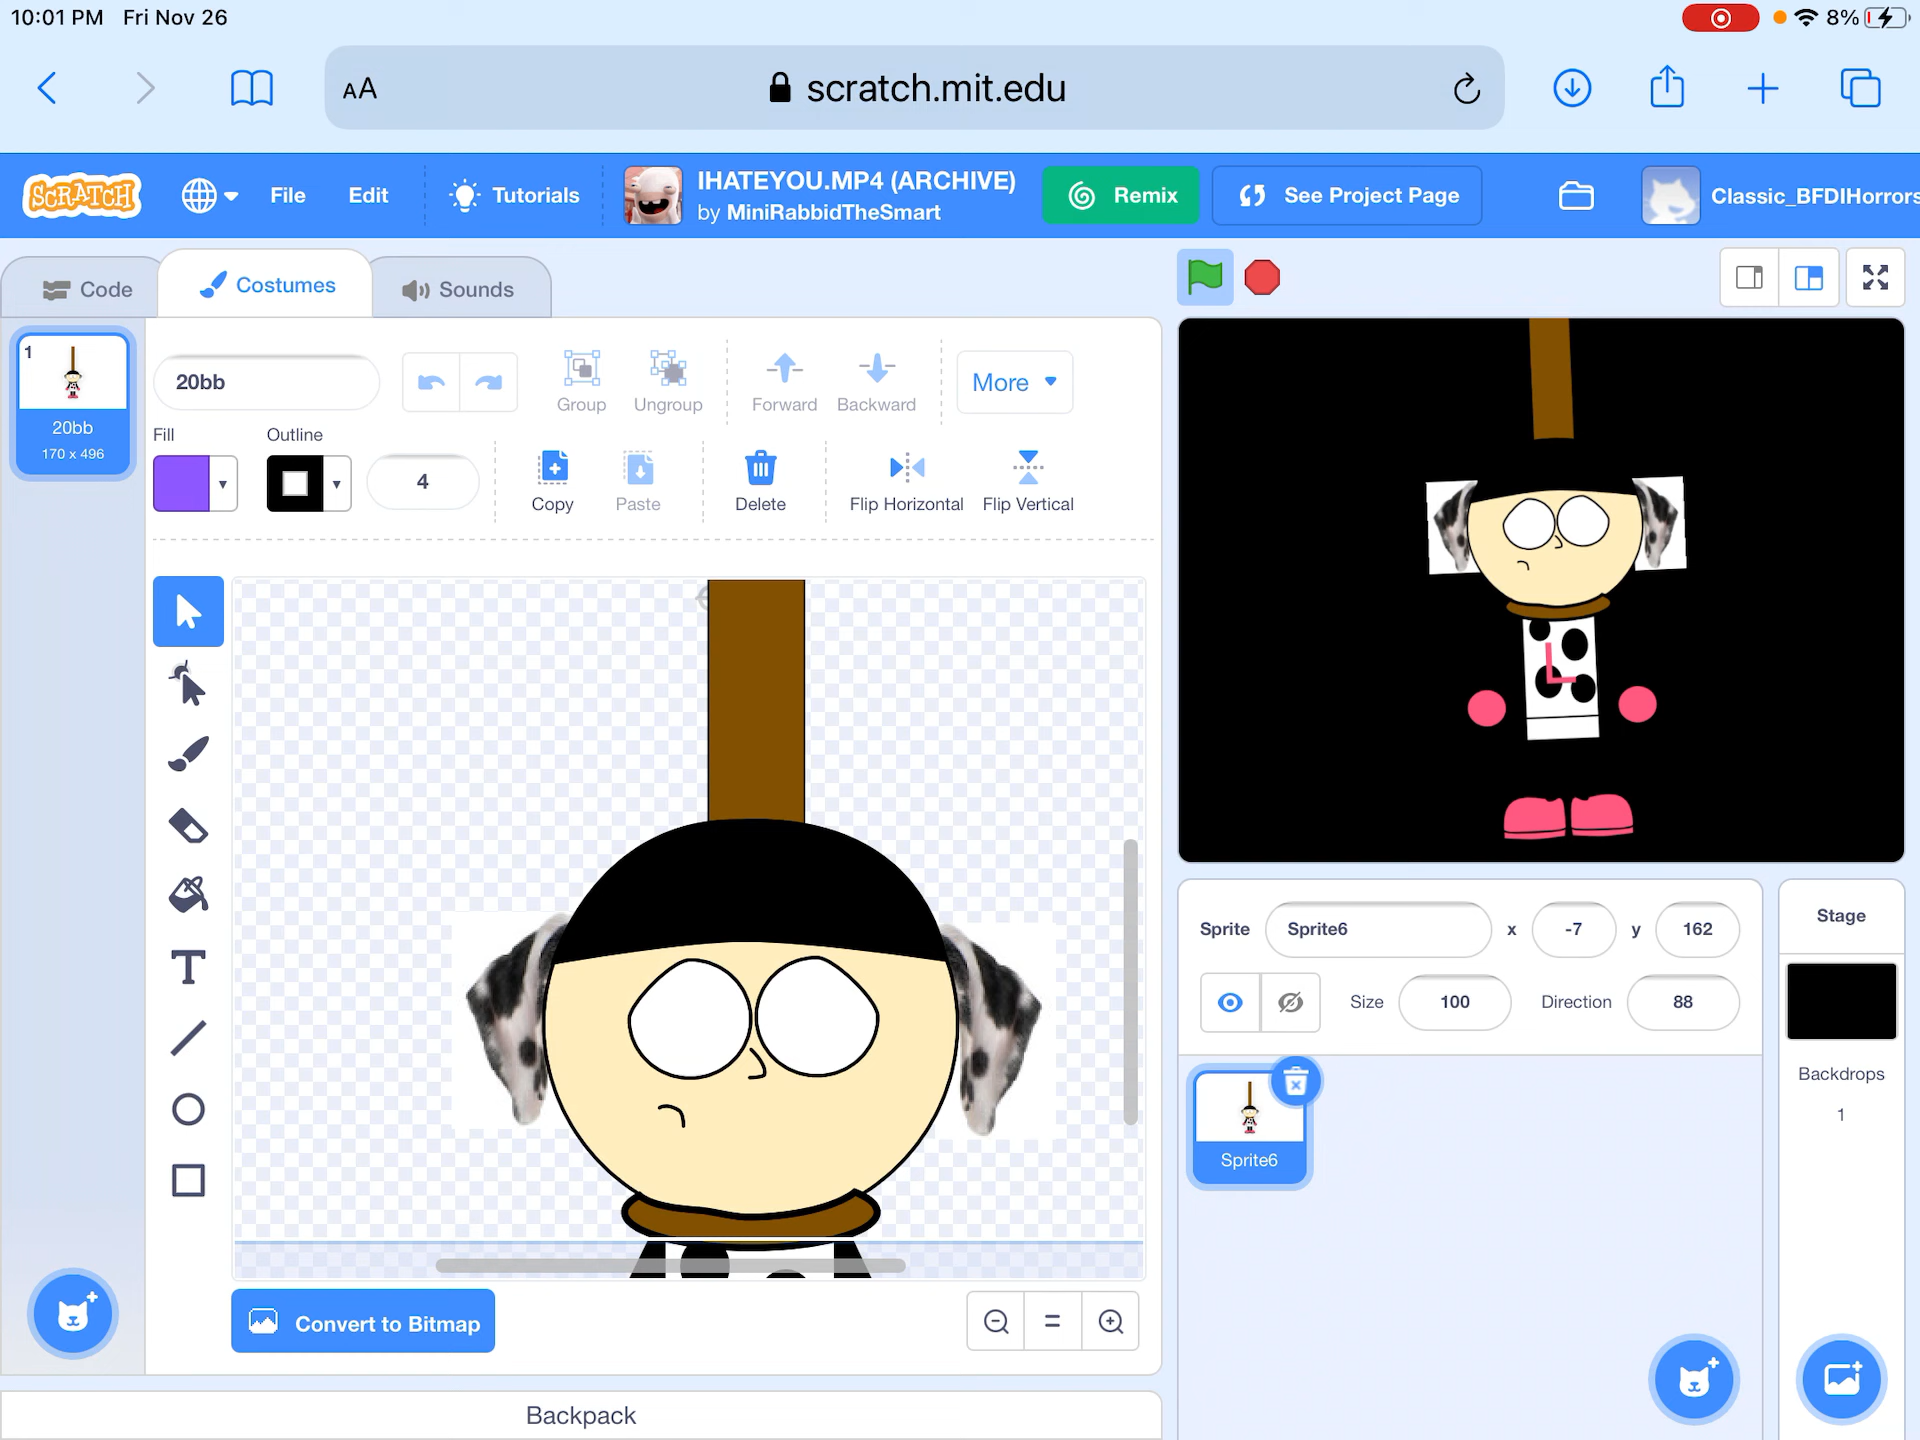 10:01 PM Fri Nov 26
8%
AA
scratch.mit.edu
SCRATCH
File
Edit
Tutorials
IHATEYOU.MP4 (ARCHIVE)
by MiniRabbidTheSmart
Remix
See Project Page
Classic_BFDIHorrors
Code
Costumes
Sounds
1
20bb
170 x 496
20bb
Group
Ungroup
Forward
Backward
More
Fill
Outline
4
Copy
Paste
Delete
Flip Horizontal
Flip Vertical
T
Convert to Bitmap
=
Backpack
L
Sprite
Sprite6
x
-7
y
162
Size
100
Direction
88
Sprite6
Stage
Backdrops
1